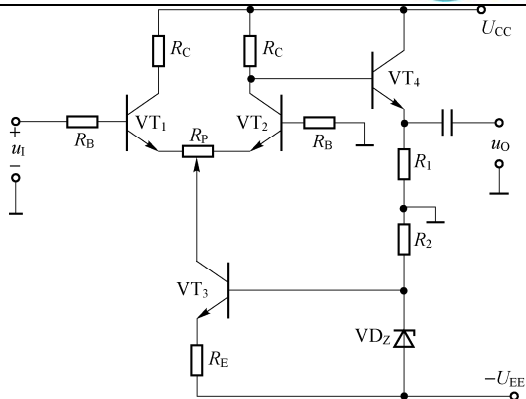 U_CC
R_C R_C
VT_4
VT_1 R_P VT_2
+ R_B R_B
u_I u_O
− R_1
R_2
VT_3
VD_Z
R_E
−U_EE